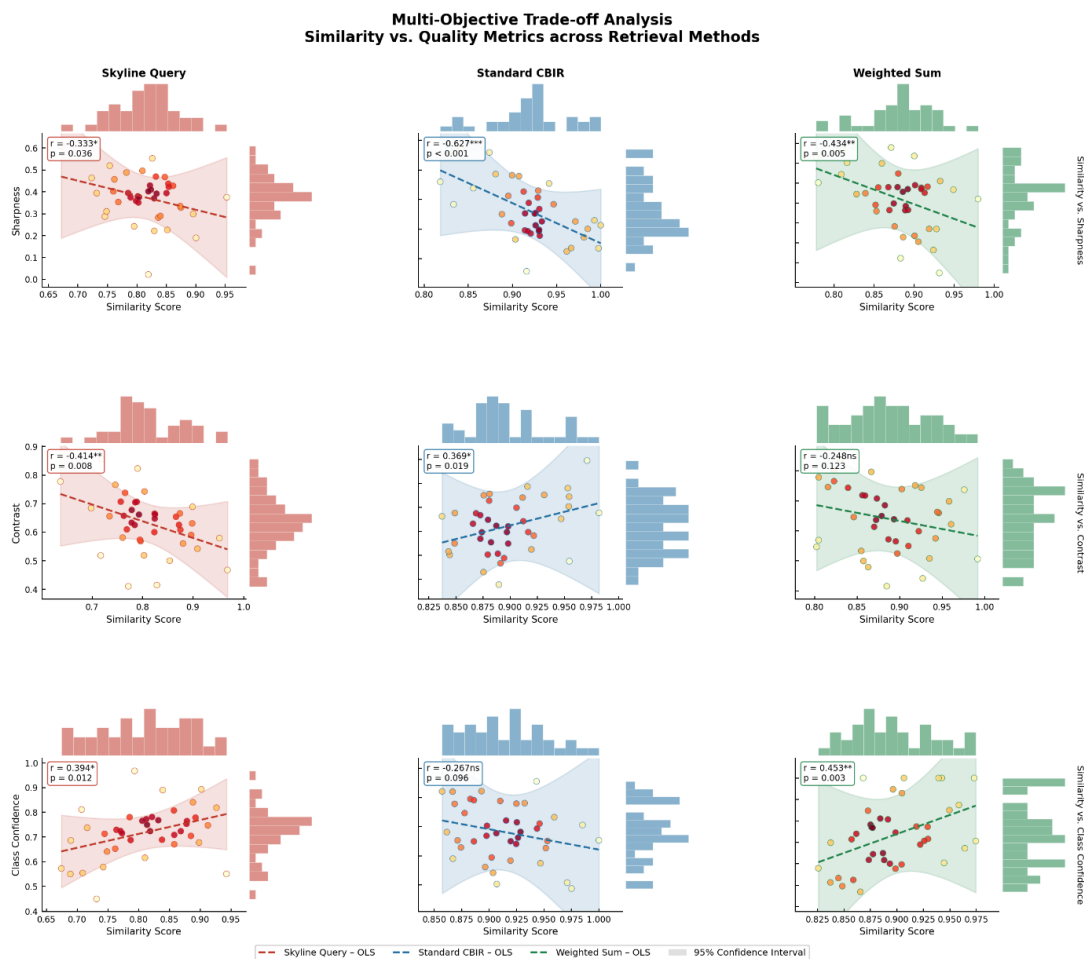 Multi-Objective Trade-off Analysis
Similarity vs. Quality Metrics across Retrieval Methods
Skyline Query
Standard CBIR
Weighted Sum
r = -0.333*
p = 0.036
r = -0.627***
p < 0.001
r = -0.434**
p = 0.005
0.6
0.5
0.4
0.3
0.2
0.1
0.0
Sharpness
Similarity vs. Sharpness
0.65 0.70 0.75 0.80 0.85 0.90 0.95
0.80 0.85 0.90 0.95 1.00
0.80 0.85 0.90 0.95 1.00
Similarity Score
Similarity Score
Similarity Score
r = -0.414**
p = 0.008
r = 0.369*
p = 0.019
r = -0.248ns
p = 0.123
0.9
0.8
0.7
0.6
0.5
0.4
Contrast
Similarity vs. Contrast
0.7 0.8 0.9 1.0
0.825 0.850 0.875 0.900 0.925 0.950 0.975 1.000
0.80 0.85 0.90 0.95 1.00
Similarity Score
Similarity Score
Similarity Score
r = 0.394*
p = 0.012
r = -0.267ns
p = 0.096
r = 0.453**
p = 0.003
1.0
0.9
0.8
0.7
0.6
0.5
0.4
Class Confidence
Similarity vs. Class Confidence
0.65 0.70 0.75 0.80 0.85 0.90 0.95
0.850 0.875 0.900 0.925 0.950 0.975 1.000
0.825 0.850 0.875 0.900 0.925 0.950 0.975
Similarity Score
Similarity Score
Similarity Score
Skyline Query – OLS
Standard CBIR – OLS
Weighted Sum – OLS
95% Confidence Interval